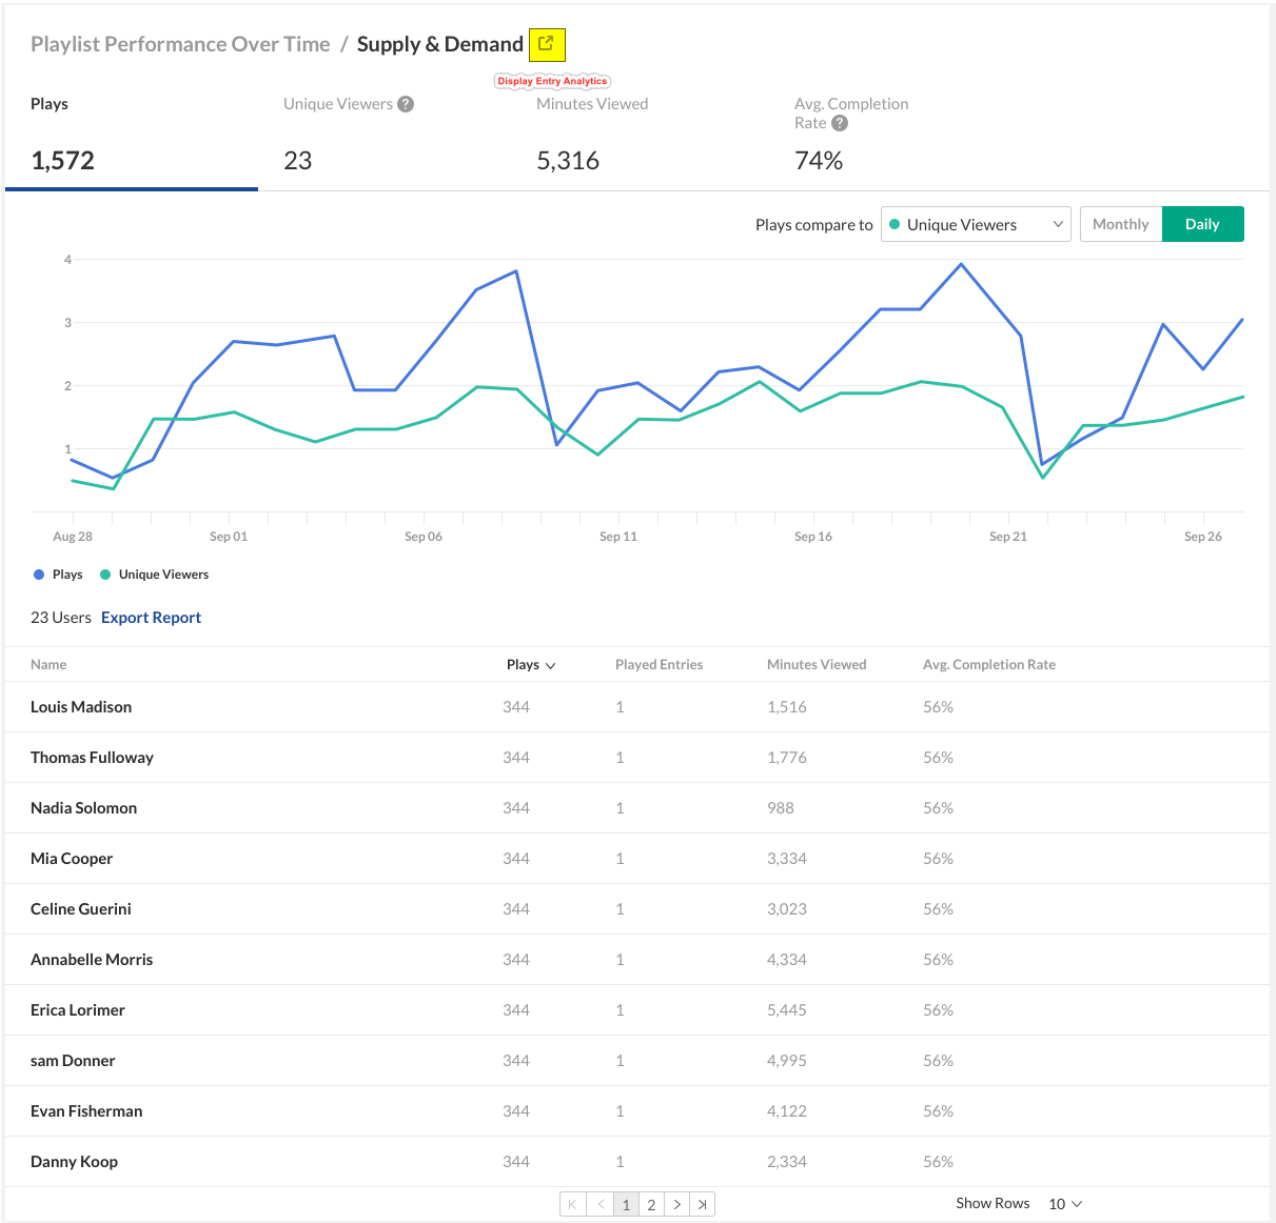 Playlist Performance Over Time / Supply & Demand
Display Entry Analytics
Plays Unique Viewers ? Minutes Viewed Avg. Completion
Rate ?
1,572 23 5,316 74%
Plays compare to Unique Viewers Monthly Daily
4
3
2
1
Aug 28 Sep 01 Sep 06 Sep 11 Sep 16 Sep 21 Sep 26
Plays Unique Viewers
23 Users Export Report
Name Plays Played Entries Minutes Viewed Avg. Completion Rate
Louis Madison 344 1 1,516 56%
Thomas Fulloway 344 1 1,776 56%
Nadia Solomon 344 1 988 56%
Mia Cooper 344 1 3,334 56%
Celine Guerini 344 1 3,023 56%
Annabelle Morris 344 1 4,334 56%
Erica Lorimer 344 1 5,445 56%
sam Donner 344 1 4,995 56%
Evan Fisherman 344 1 4,122 56%
Danny Koop 344 1 2,334 56%
1 2 Show Rows 10